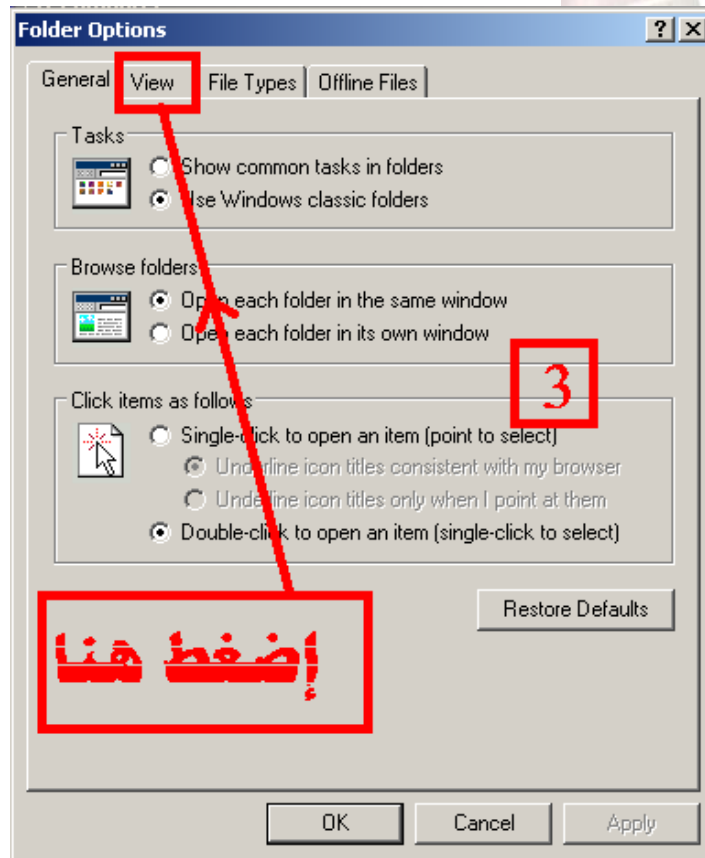 Folder Options
General View File Types Offline Files
Tasks
Show common tasks in folders
Use Windows classic folders
Browse folders
Open each folder in the same window
Open each folder in its own window
3
Click items as follows
Single-click to open an item (point to select)
Underline icon titles consistent with my browser
Underline icon titles only when I point at them
Double-click to open an item (single-click to select)
Restore Defaults
إضغط هنا
OK Cancel Apply